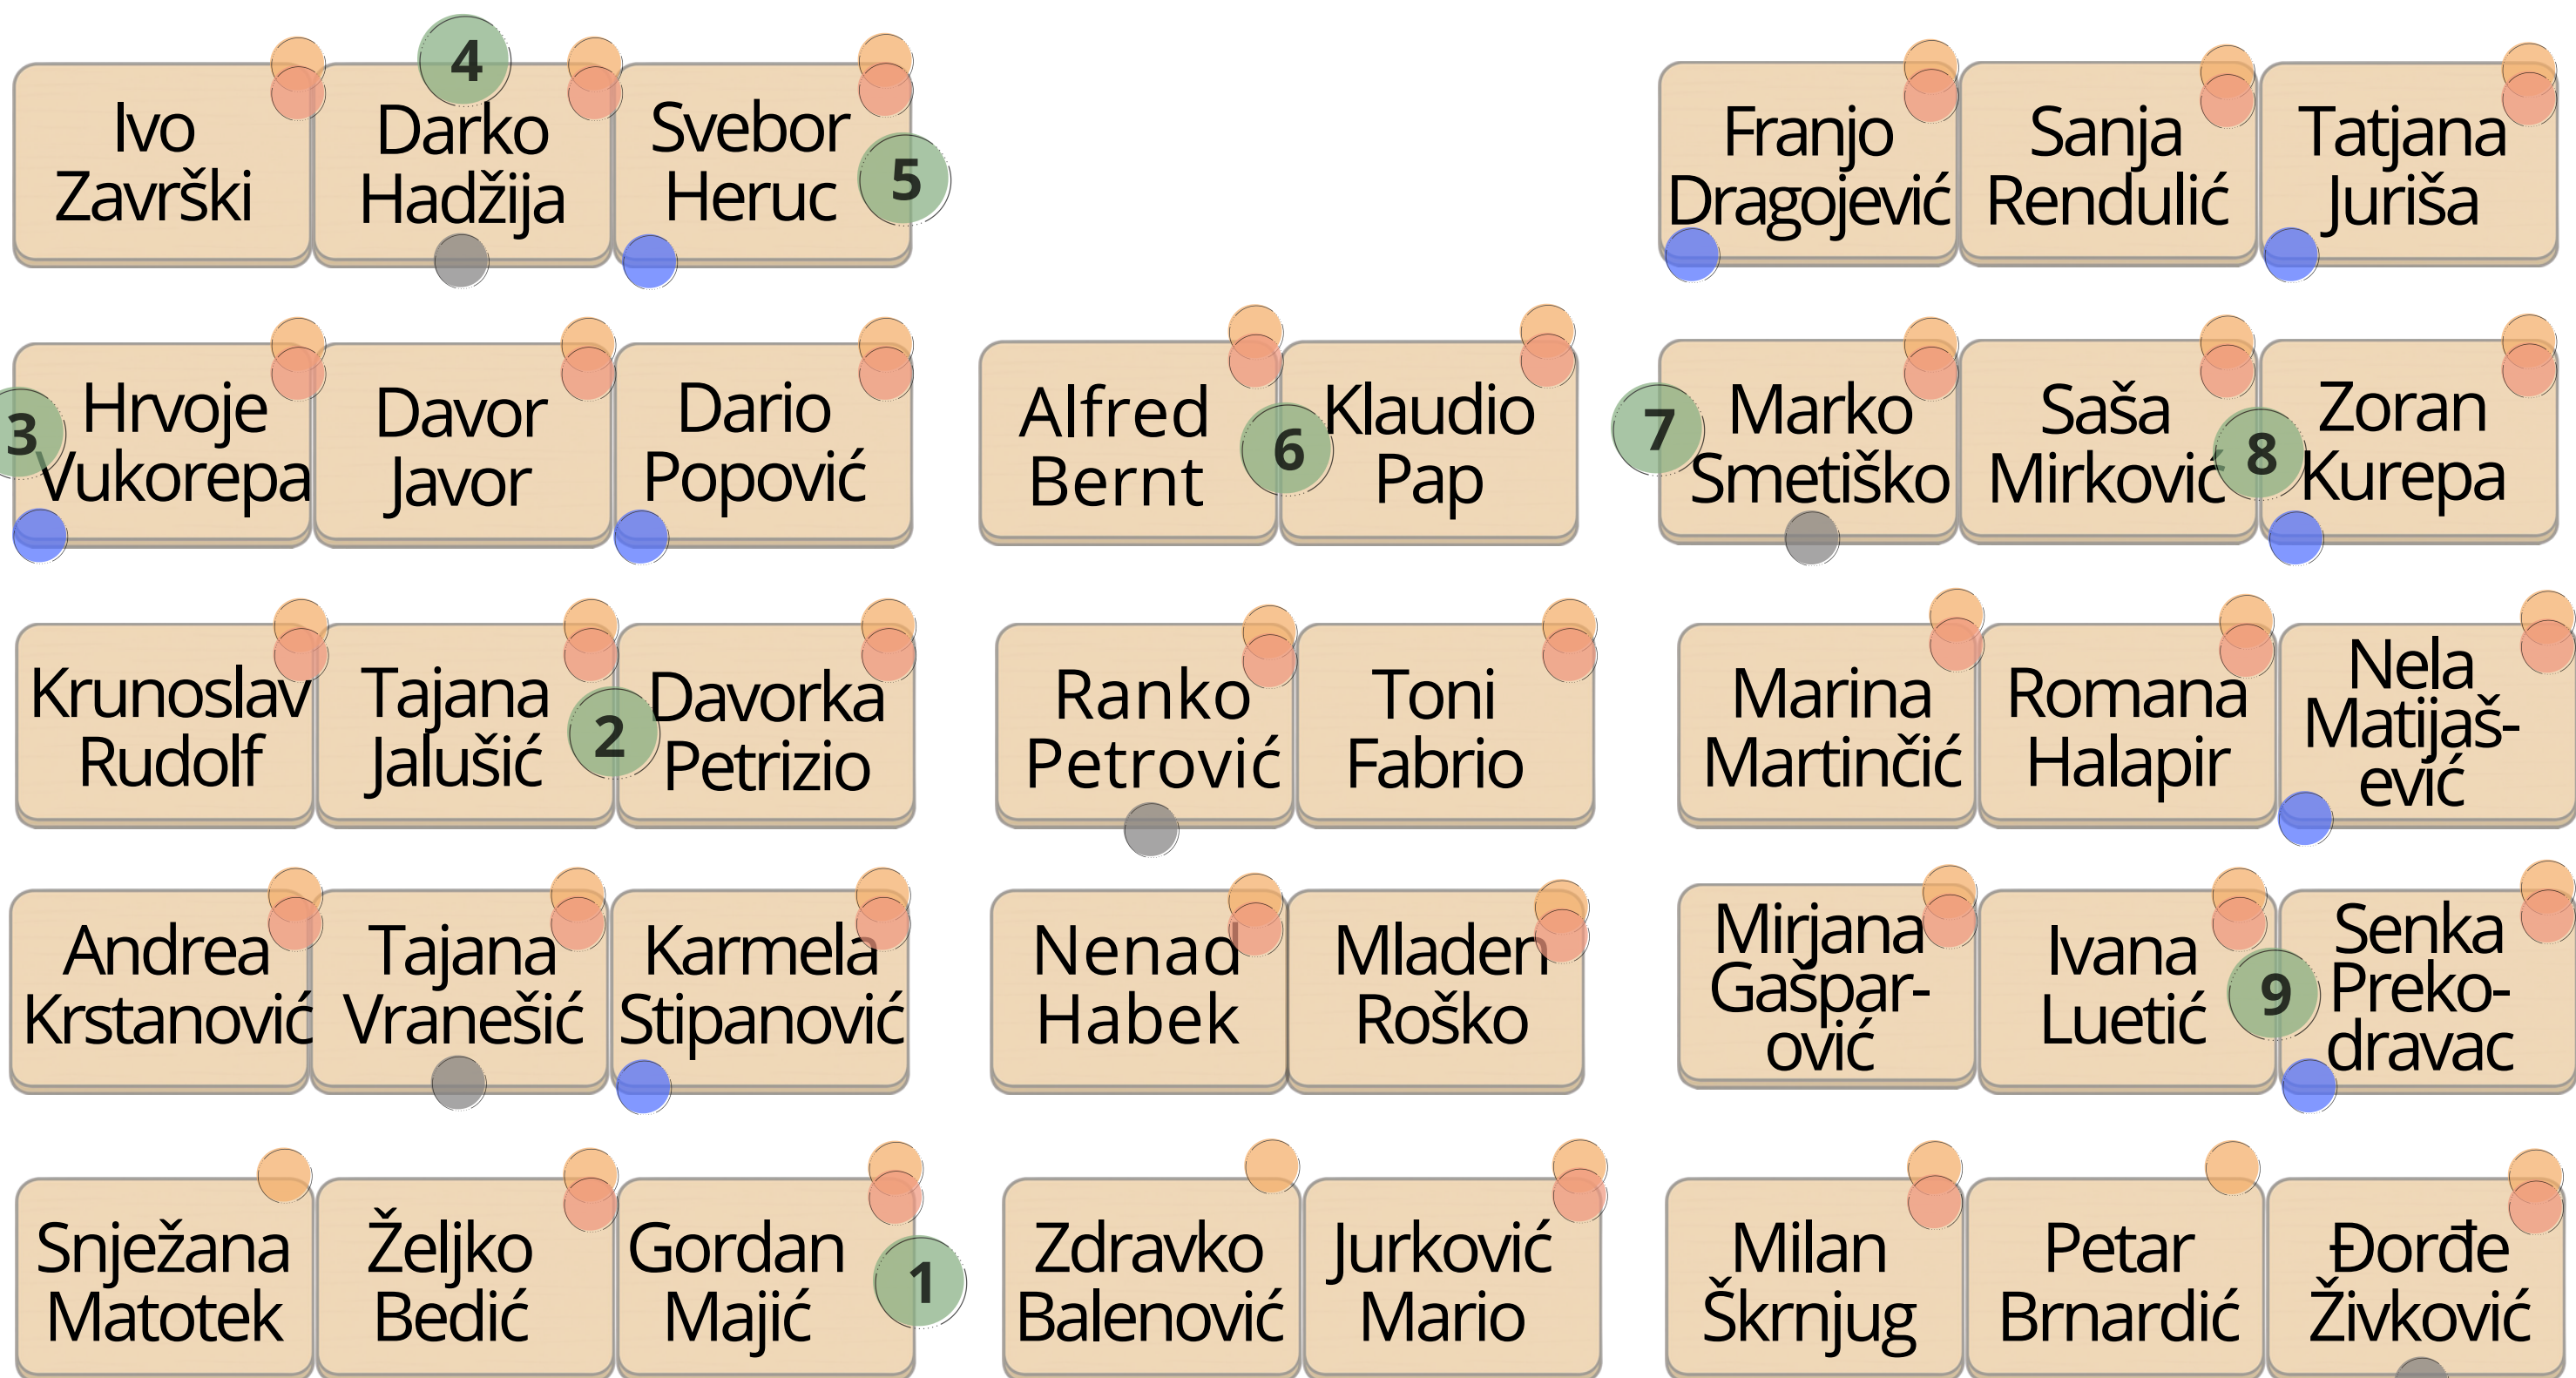 4
Ivo
Završki
Darko
Hadžija
Svebor
Heruc
5
Franjo
Dragojević
Sanja
Rendulić
Tatjana
Juriša
3
Hrvoje
Vukorepa
Davor
Javor
Dario
Popović
Alfred
Bernt
6
Klaudio
Pap
7
Marko
Smetiško
Saša
Mirković
8
Zoran
Kurepa
Krunoslav
Rudolf
Tajana
Jalušić
2
Davorka
Petrizio
Ranko
Petrović
Toni
Fabrio
Marina
Martinčić
Romana
Halapir
Nela
Matijaš-
ević
Andrea
Krstanović
Tajana
Vranešić
Karmela
Stipanović
Nenad
Habek
Mladen
Roško
Mirjana
Gašpar-
ović
Ivana
Luetić
9
Senka
Preko-
dravac
Snježana
Matotek
Željko
Bedić
Gordan
Majić
1
Zdravko
Balenović
Jurković
Mario
Milan
Škrnjug
Petar
Brnardić
Đorđe
Živković